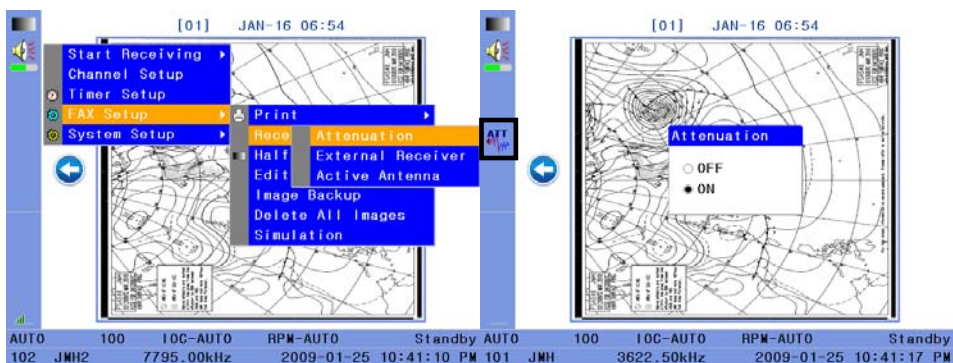 [01] JAN-16 06:54
Start Receiving
Channel Setup
Timer Setup
FAX Setup
System Setup
Print
Rece
Attenuation
Half
External Receiver
Edit
Active Antenna
Image Backup
Delete All Images
Simulation
AUTO 100 IOC-AUTO RPM-AUTO Standby
102 JMH2 7795.00kHz 2009-01-25 10:41:10 PM
[01] JAN-16 06:54
ATT
Attenuation
OFF
ON
AUTO 100 IOC-AUTO RPM-AUTO Standby
101 JMH 3622.50kHz 2009-01-25 10:41:17 PM